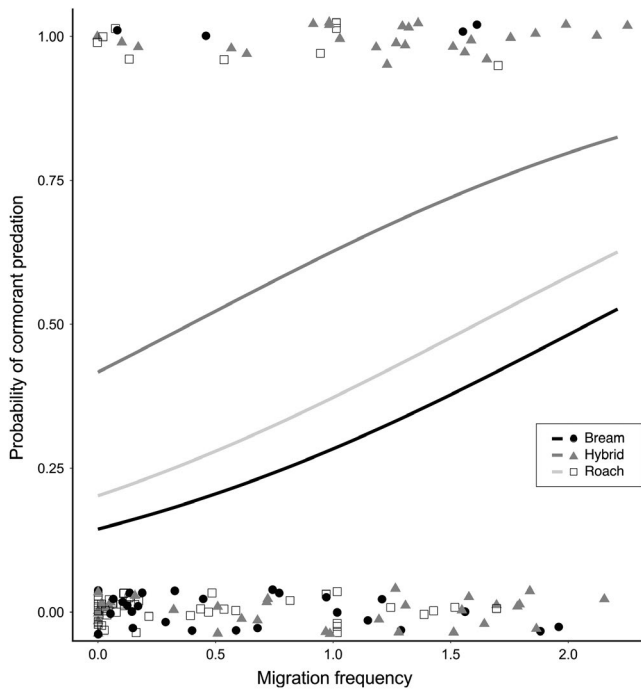 1.00
0.75
0.50
0.25
0.00
Probability of cormorant predation
Bream
Hybrid
Roach
0.0
0.5
1.0
1.5
2.0
Migration frequency